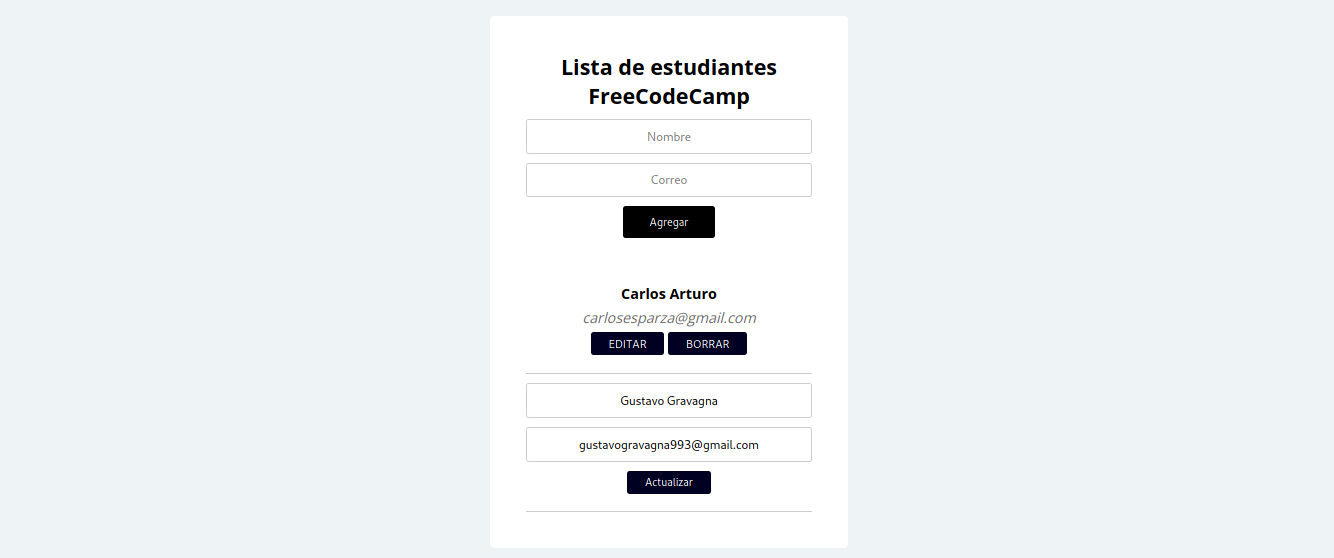 Lista de estudiantes
FreeCodeCamp
Nombre
Correo
Agregar
Carlos Arturo
carlosesparza@gmail.com
EDITAR BORRAR
Gustavo Gravagna
gustavogravagna993@gmail.com
Actualizar